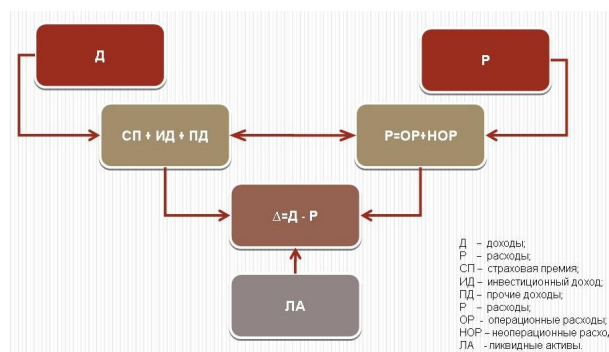 Д
Р
СП + ИД + ПД
Р=ОР+НОР
∆=Д - Р
ЛА
Д – доходы;
Р – расходы;
СП – страховая премия;
ИД – инвестиционный доход;
ПД – прочие доходы;
Р – расходы;
ОР - операционные расходы;
НОР – неоперационные расхо
ЛА - ликвидные активы.